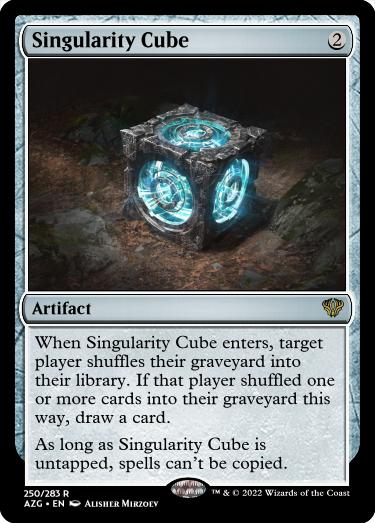 Singularity Cube
2
Artifact
When Singularity Cube enters, target
player shuffles their graveyard into
their library. If that player shuffled one
or more cards into their graveyard this
way, draw a card.
As long as Singularity Cube is
untapped, spells can't be copied.
250/283 R
™ & © 2022 Wizards of the Coast
AZG • EN Alisher Mirzoev